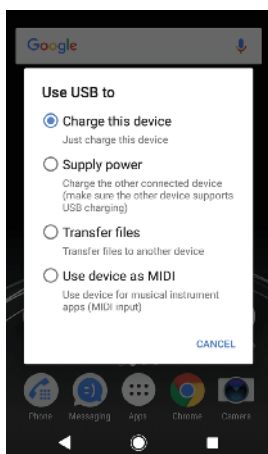 Google
Use USB to
Charge this device
Just charge this device
Supply power
Charge the other connected device
(make sure the other device supports
USB charging)
Transfer files
Transfer files to another device
Use device as MIDI
Use device for musical instrument
apps (MIDI input)
CANCEL
Phone Messaging Apps Chrome Camera